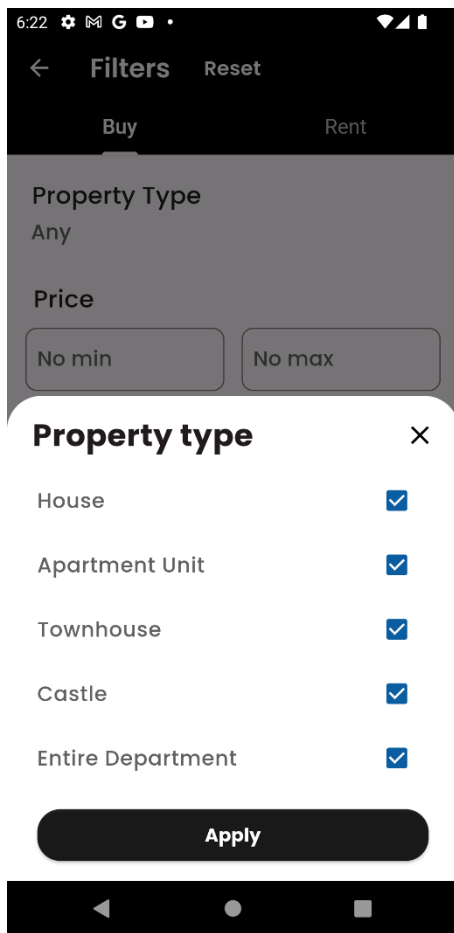 6:22
Filters Reset
Buy Rent
Property Type
Any
Price
No min No max
Property type
House
Apartment Unit
Townhouse
Castle
Entire Department
Apply